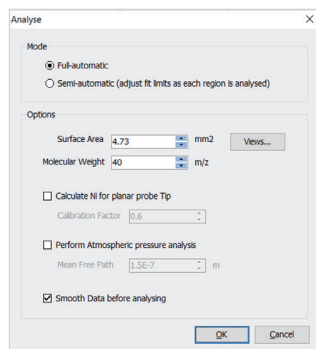 Analyse
Mode
Full-automatic
Semi-automatic (adjust fit limits as each region is analysed)
Options
Surface Area 4.73 mm2 Views...
Molecular Weight 40 m/z
Calculate Ni for planar probe Tip
Calibration Factor 0.6
Perform Atmospheric pressure analysis
Mean Free Path 1.5E-7 m
Smooth Data before analysing
OK Cancel